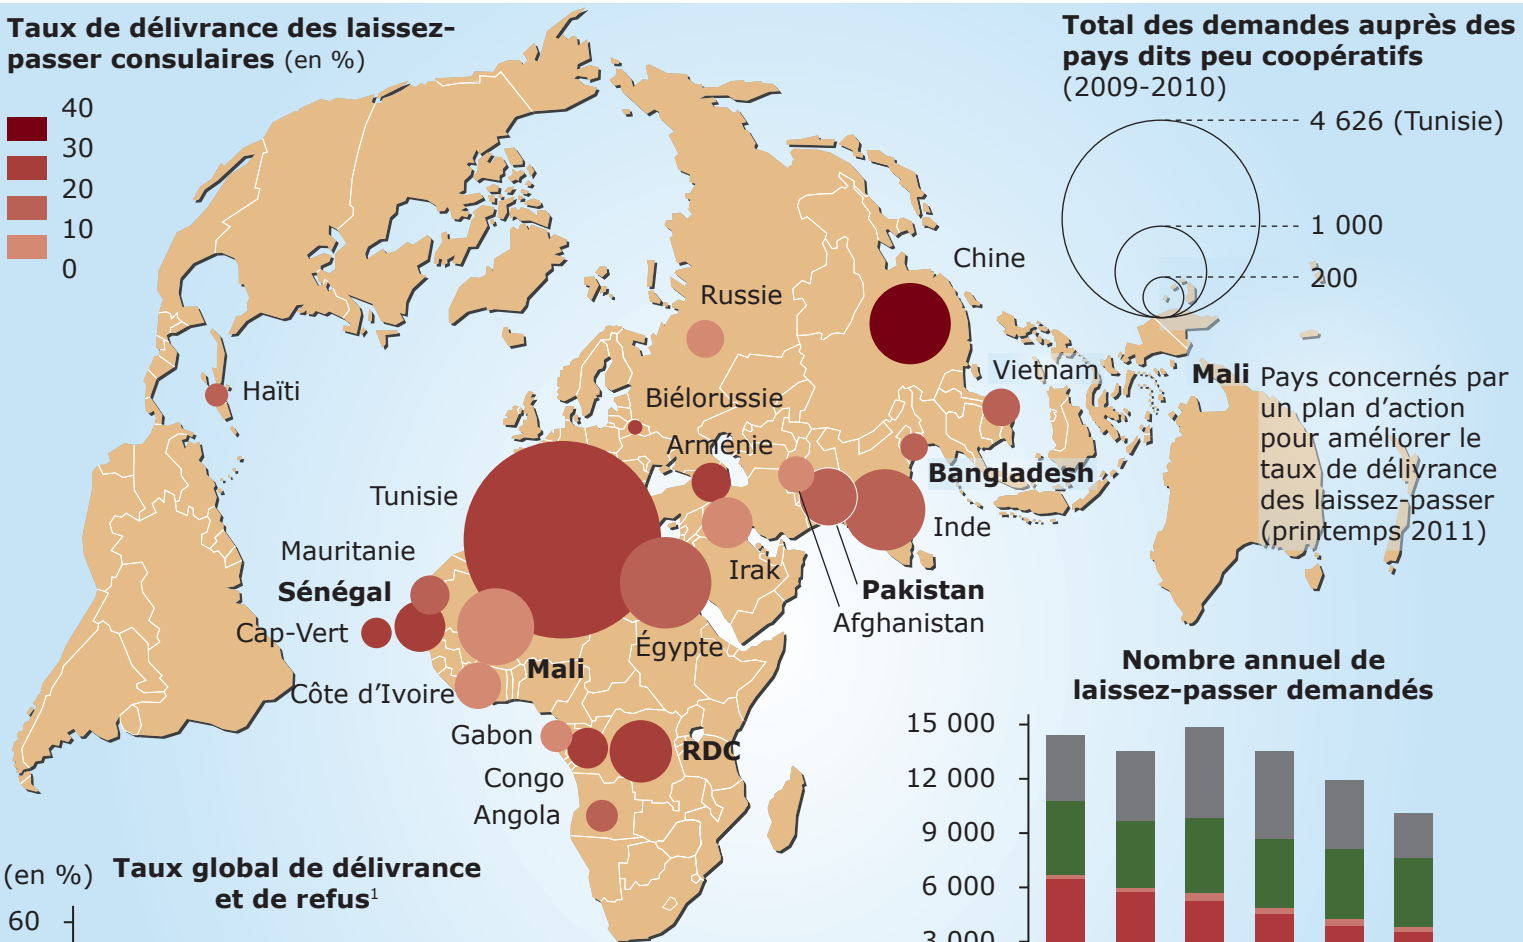 Taux de délivrance des laissez-
passer consulaires (en %)
40
30
20
10
0
Total des demandes auprès des
pays dits peu coopératifs
(2009-2010)
4 626 (Tunisie)
1 000
200
Mali Pays concernés par
un plan d’action
pour améliorer le
taux de délivrance
des laissez-passer
(printemps 2011)
Chine
Russie
Vietnam
Haïti
Biélorussie
Arménie
Bangladesh
Tunisie
Inde
Mauritanie
Irak
Sénégal
Pakistan
Afghanistan
Cap-Vert
Égypte
Mali
Côte d’Ivoire
Gabon
RDC
Congo
Angola
Nombre annuel de
laissez-passer demandés
15 000
12 000
9 000
6 000
3 000
(en %)
Taux global de délivrance
et de refus1
60